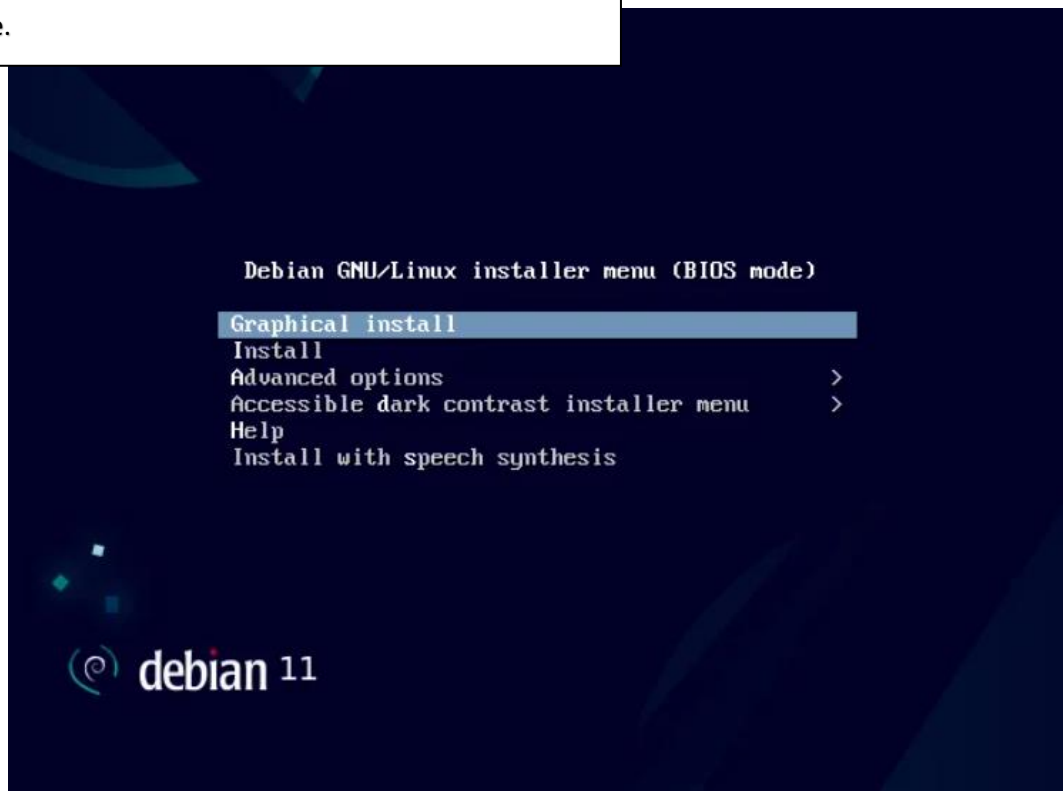 e.
Debian GNU/Linux installer menu (BIOS mode)
Graphical install
Install
Advanced options >
Accessible dark contrast installer menu >
Help
Install with speech synthesis
debian 11